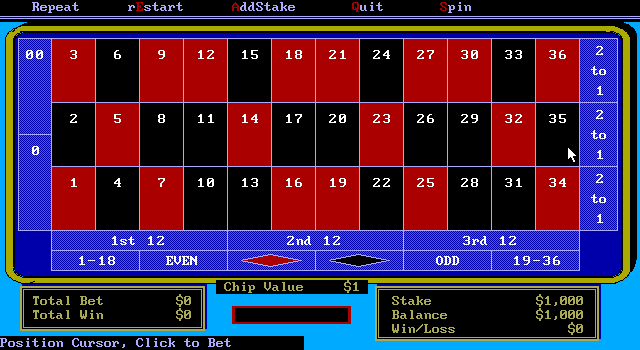 Repeat rEstart AddStake Quit Spin
00 3 6 9 12 15 18 21 24 27 30 33 36 2 to 1
2 5 8 11 14 17 20 23 26 29 32 35 2 to 1
0
1 4 7 10 13 16 19 22 25 28 31 34 2 to 1
1st 12 2nd 12 3rd 12
1-18 EVEN ODD 19-36
Chip Value $1
Total Bet $0
Total Win $0
Stake $1,000
Balance $1,000
Win/Loss $0
Position Cursor, Click to Bet